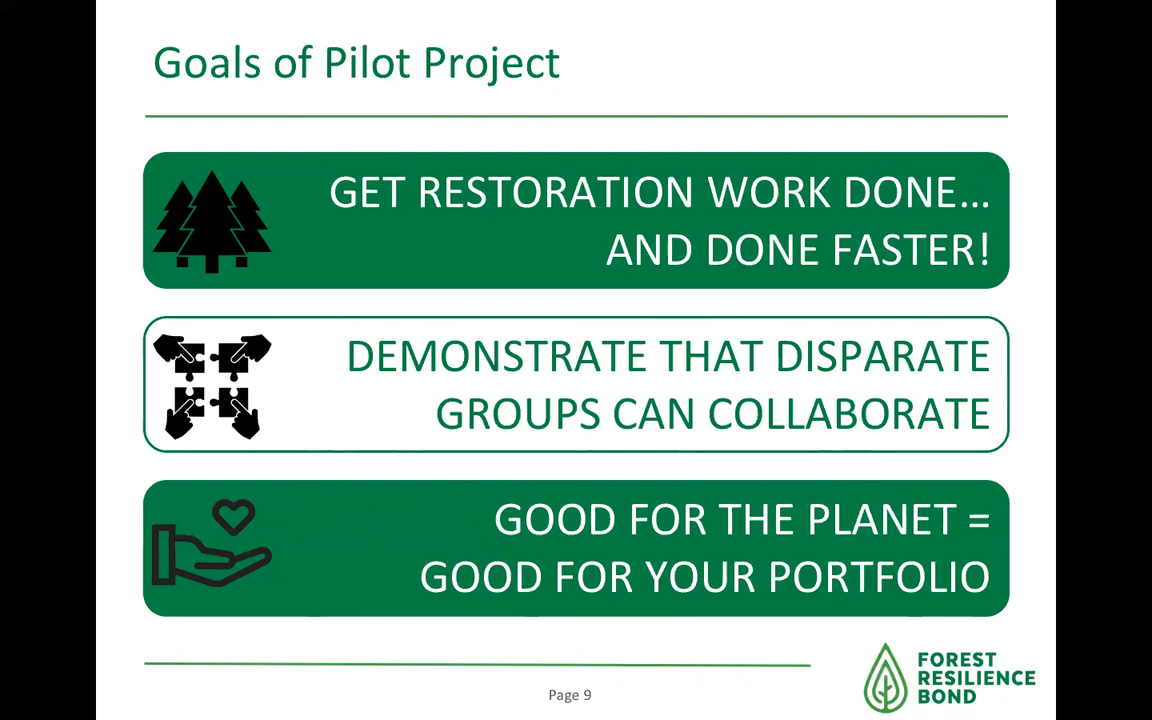 Goals of Pilot Project
GET RESTORATION WORK DONE...
AND DONE FASTER!
DEMONSTRATE THAT DISPARATE
GROUPS CAN COLLABORATE
GOOD FOR THE PLANET =
GOOD FOR YOUR PORTFOLIO
Page 9
FOREST
RESILIENCE
BOND